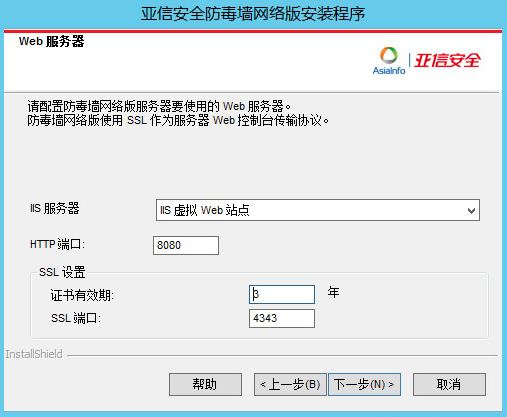 亚信安全防毒墙网络版安装程序
Web 服务器
AsiaInfo 亚信安全
请配置防毒墙网络版服务器要使用的 Web 服务器。
防毒墙网络版使用 SSL 作为服务器 Web 控制台传输协议。
IIS 服务器 IIS 虚拟 Web 站点
HTTP 端口: 8080
SSL 设置
证书有效期: 3 年
SSL 端口: 4343
InstallShield
帮助 < 上一步(B) 下一步(N) > 取消